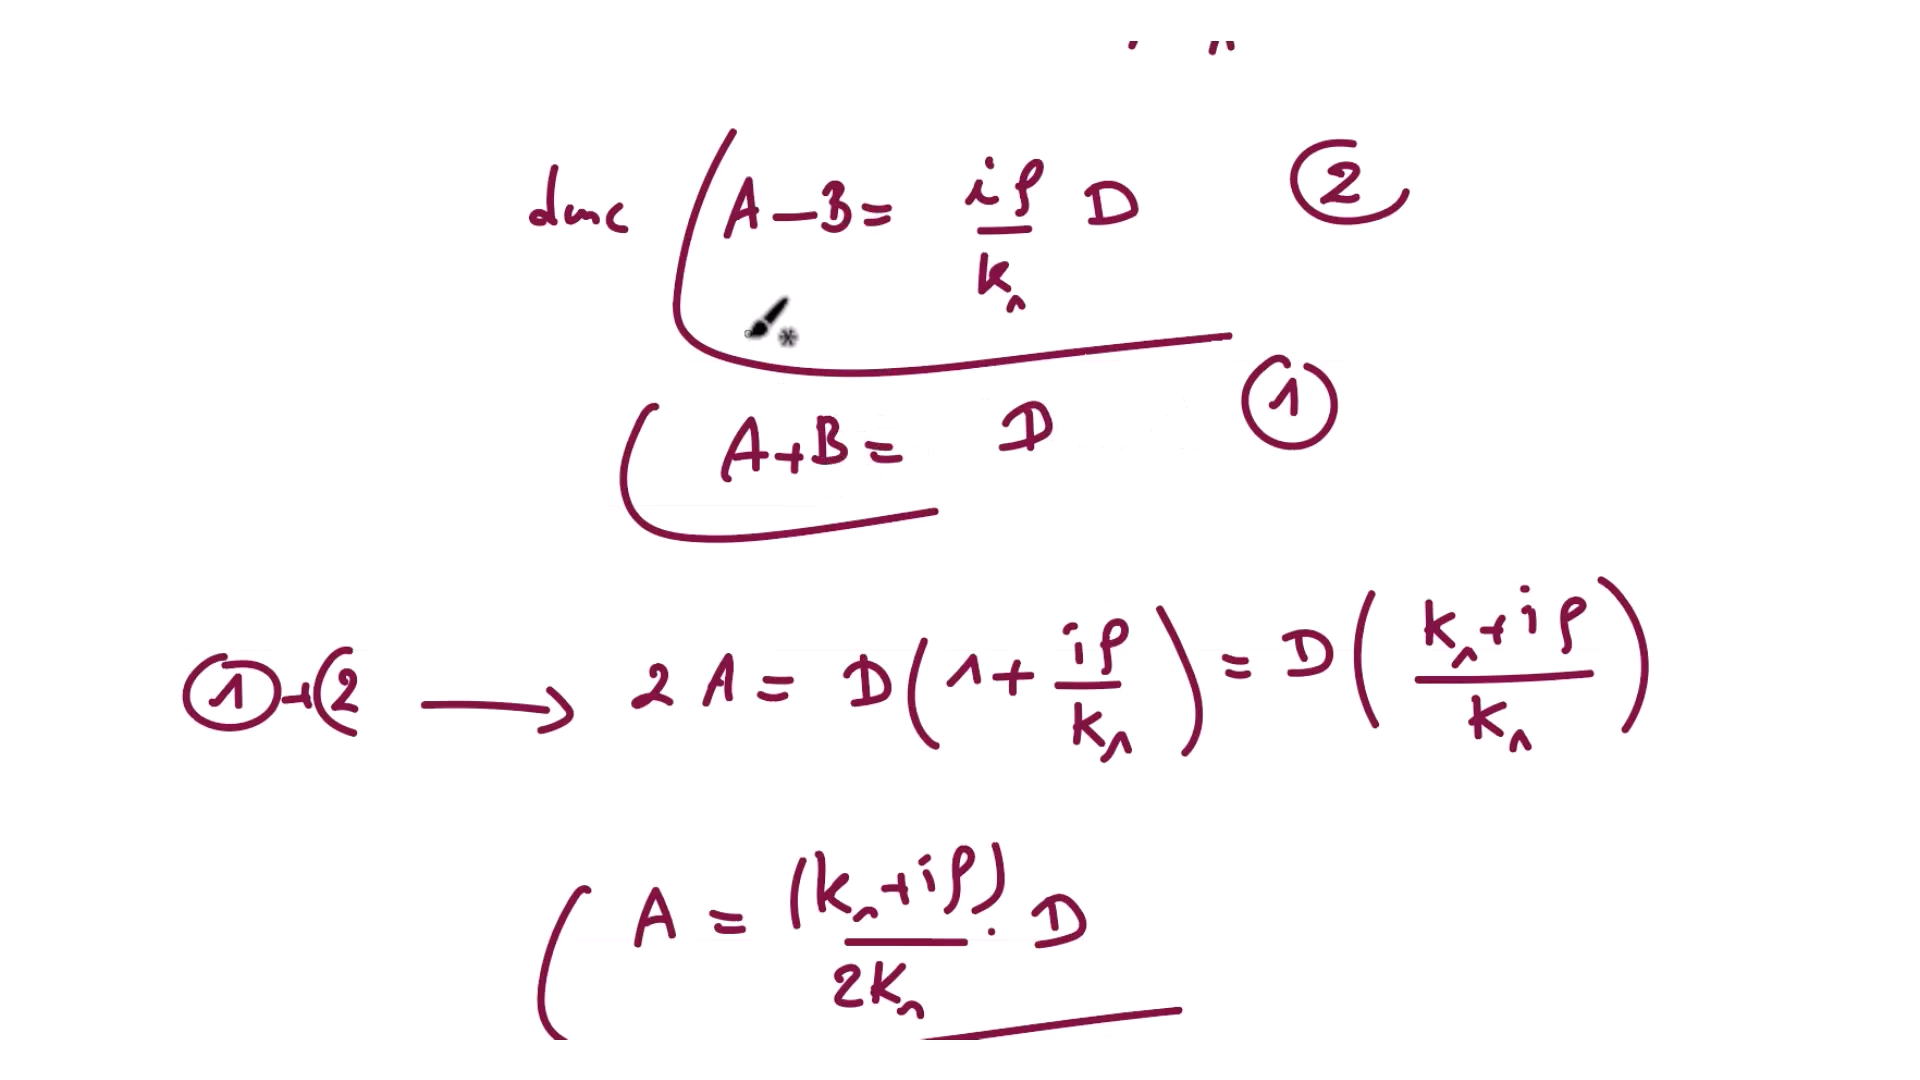 donc A - B = iρ/k₁ D ②
A + B = D ①
① + (2 → 2A = D(1 + iρ/k₁) = D((k₁ + iρ)/k₁)
A = (k₁ + iρ)/2k₁ · D